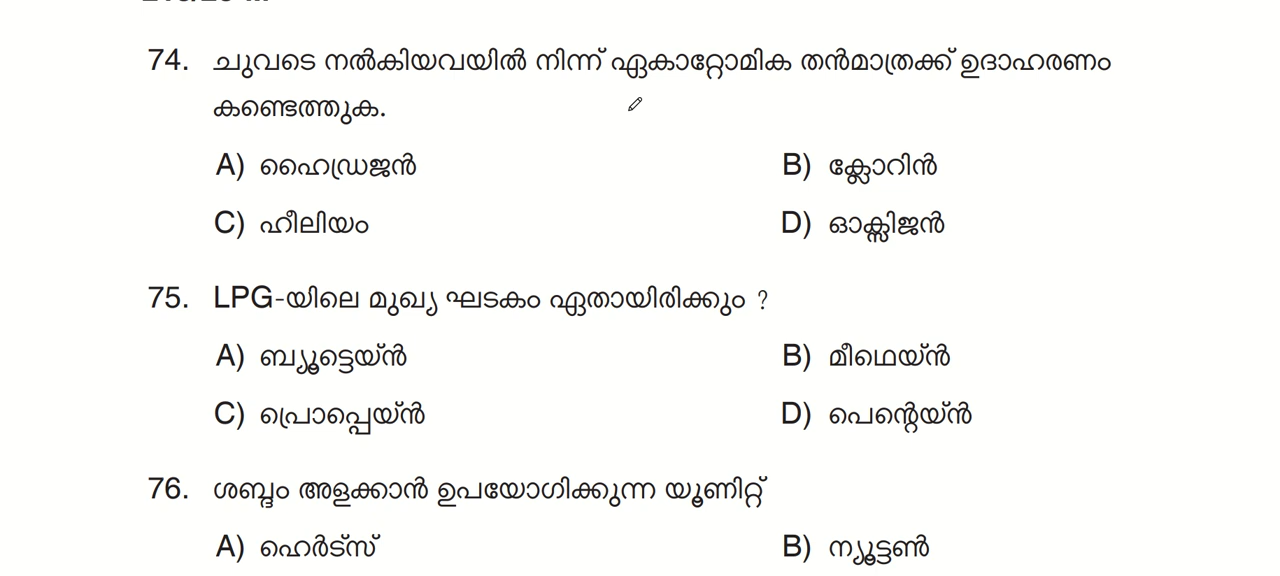 74. ചുവടെ നൽകിയവയിൽ നിന്ന് ഏകാറ്റോമിക തൻമാത്രക്ക് ഉദാഹരണം
കണ്ടെത്തുക.
A) ഹൈഡ്രജൻ B) ക്ലോറിൻ
C) ഹീലിയം D) ഓക്സിജൻ
75. LPG-യിലെ മുഖ്യ ഘടകം ഏതായിരിക്കും ?
A) ബ്യൂട്ടെയ്ൻ B) മീഥെയ്ൻ
C) പ്രൊപ്പെയ്ൻ D) പെന്റെയ്ൻ
76. ശബ്ദം അളക്കാൻ ഉപയോഗിക്കുന്ന യൂണിറ്റ്
A) ഹെർട്സ് B) ന്യൂട്ടൺ